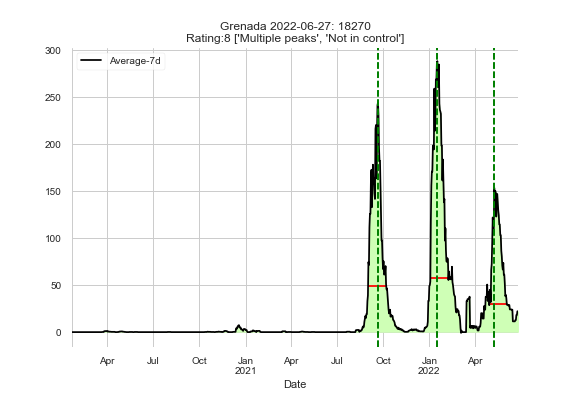 Grenada 2022-06-27: 18270
Rating:8 ['Multiple peaks', 'Not in control']
Average-7d
300
250
200
150
100
50
0
Apr Jul Oct Jan Apr Jul Oct Jan Apr
2021 2022
Date